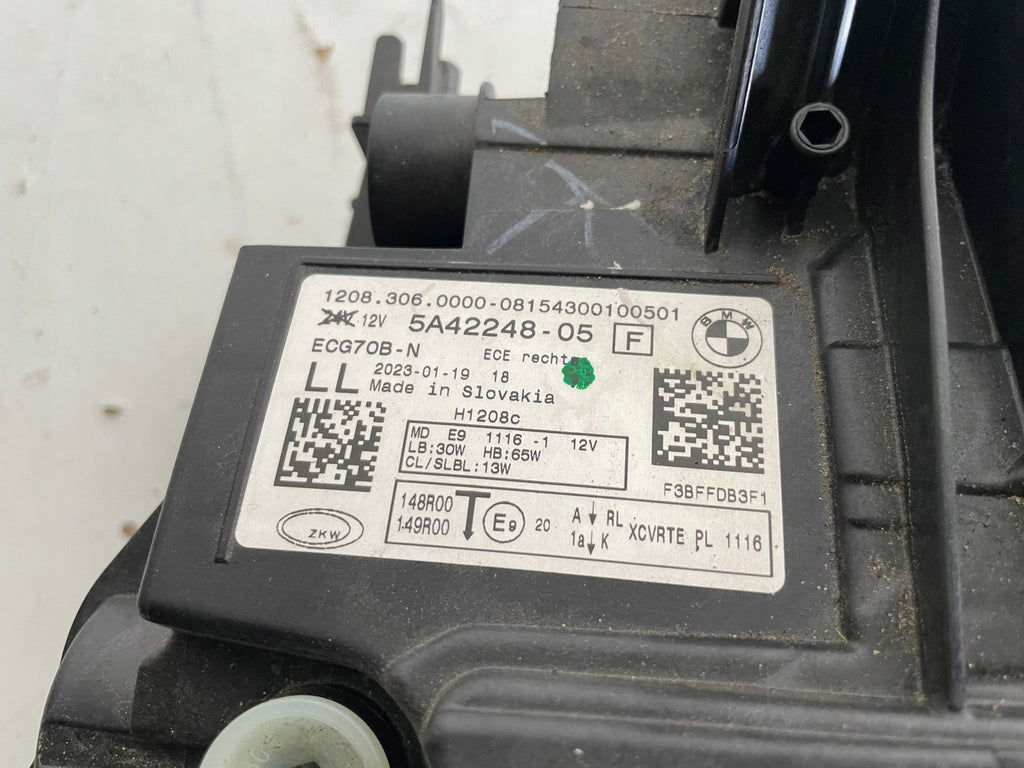 1208.306.0000-08154300100501
24V 12V 5A42248-05 F
BMW
ECG70B-N ECE rechts
LL 2023-01-19 18
Made in Slovakia
H1208c
MD E9 1116 -1 12V
LB:30W HB:65W
CL/SLBL:13W
F3BFFDB3F1
148R00 T E9 20 A↓ RL XCVRTE PL 1116
149R00 1a↓K
ZKW